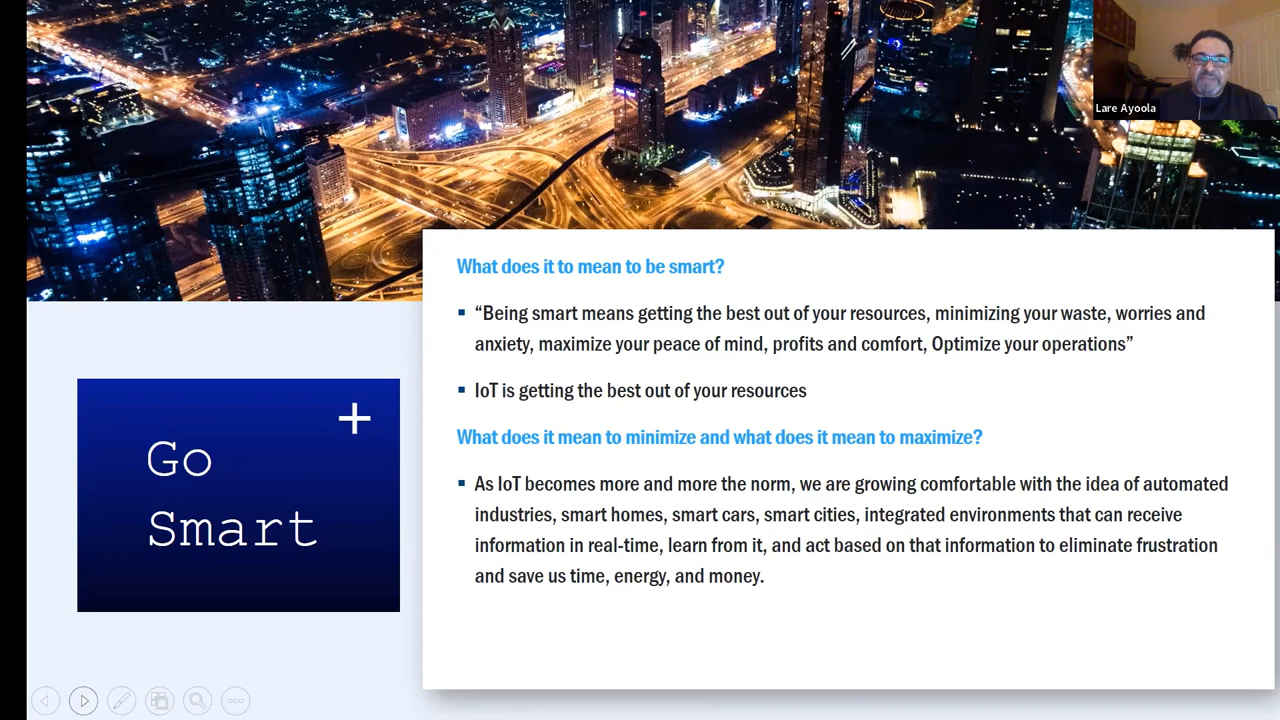 Lare Ayoola
What does it to mean to be smart?
▪ “Being smart means getting the best out of your resources, minimizing your waste, worries and
anxiety, maximize your peace of mind, profits and comfort, Optimize your operations”
▪ IoT is getting the best out of your resources
What does it mean to minimize and what does it mean to maximize?
▪ As IoT becomes more and more the norm, we are growing comfortable with the idea of automated
industries, smart homes, smart cars, smart cities, integrated environments that can receive
information in real-time, learn from it, and act based on that information to eliminate frustration
and save us time, energy, and money.
+
Go
Smart